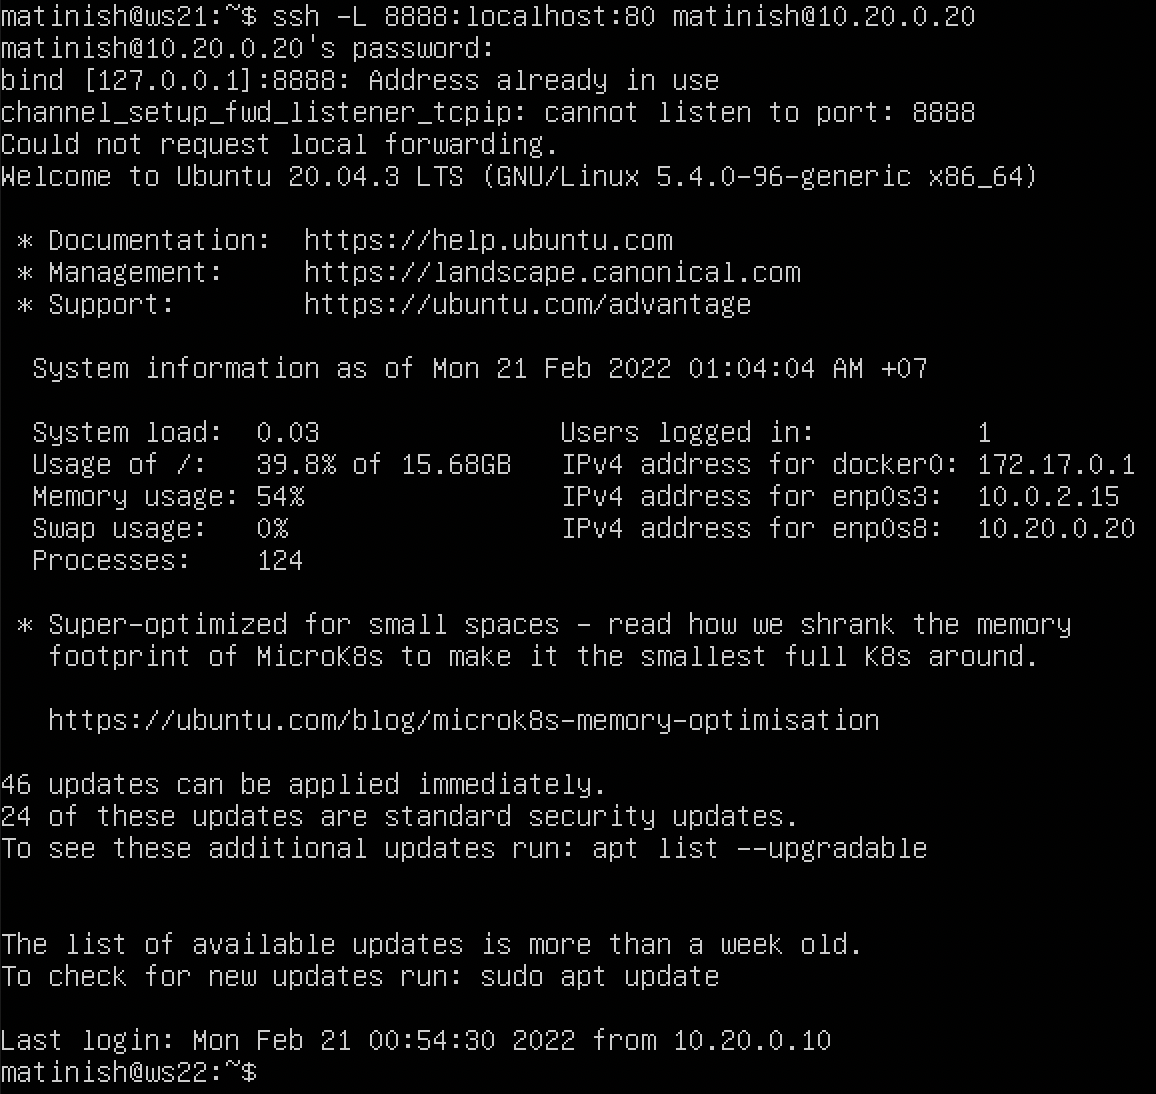 matinish@ws21:~$ ssh -L 8888:localhost:80 matinish@10.20.0.20
matinish@10.20.0.20's password:
bind [127.0.0.1]:8888: Address already in use
channel_setup_fwd_listener_tcpip: cannot listen to port: 8888
Could not request local forwarding.
Welcome to Ubuntu 20.04.3 LTS (GNU/Linux 5.4.0-96-generic x86_64)

 * Documentation:  https://help.ubuntu.com
 * Management:     https://landscape.canonical.com
 * Support:        https://ubuntu.com/advantage

  System information as of Mon 21 Feb 2022 01:04:04 AM +07

  System load:  0.03               Users logged in:          1
  Usage of /:   39.8% of 15.68GB   IPv4 address for docker0: 172.17.0.1
  Memory usage: 54%                IPv4 address for enp0s3:  10.0.2.15
  Swap usage:   0%                 IPv4 address for enp0s8:  10.20.0.20
  Processes:    124

 * Super-optimized for small spaces - read how we shrank the memory
   footprint of MicroK8s to make it the smallest full K8s around.

   https://ubuntu.com/blog/microk8s-memory-optimisation

46 updates can be applied immediately.
24 of these updates are standard security updates.
To see these additional updates run: apt list --upgradable


The list of available updates is more than a week old.
To check for new updates run: sudo apt update

Last login: Mon Feb 21 00:54:30 2022 from 10.20.0.10
matinish@ws22:~$